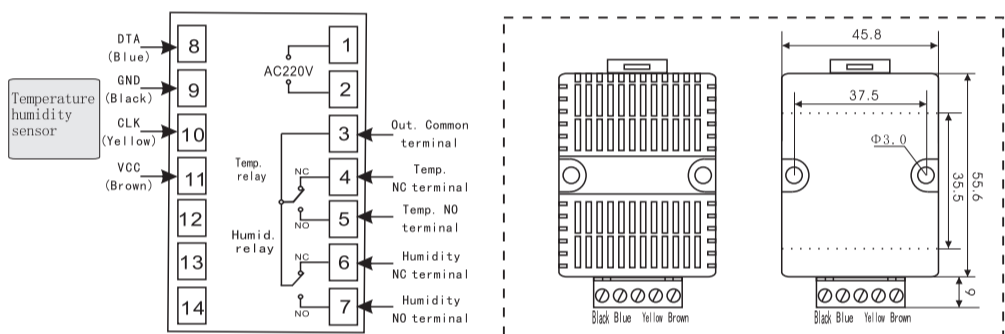 DTA
(Blue)
GND
(Black)
CLK
(Yellow)
VCC
(Brown)
Temperature
humidity
sensor
8
9
10
11
12
13
14
AC220V
1
2
3
4
5
6
7
Temp.
relay
NC
NO
Humid.
relay
NC
NO
Out. Common
terminal
Temp.
NC terminal
Temp. NO
terminal
Humidity
NC terminal
Humidity
NO terminal
Black Blue Yellow Brown
45.8
37.5
Φ3.0
35.5
55.6
9
Black Blue Yellow Brown